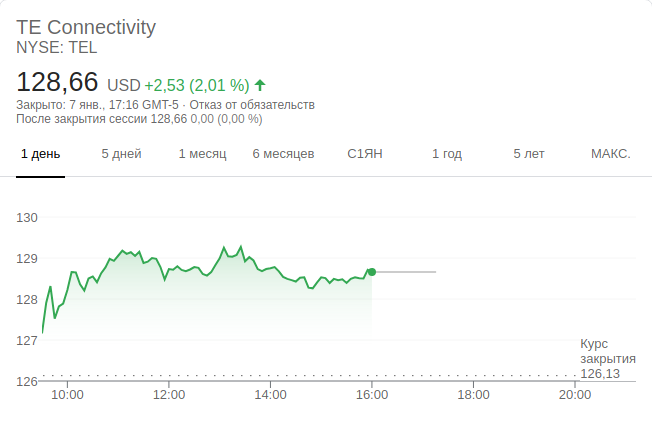 TE Connectivity
NYSE: TEL
128,66 USD +2,53 (2,01 %)
Закрыто: 7 янв., 17:16 GMT-5 · Отказ от обязательств
После закрытия сессии 128,66 0,00 (0,00 %)
1 день 5 дней 1 месяц 6 месяцев С1ЯН 1 год 5 лет МАКС.
130
129
128
127
126
Курс
закрытия
126,13
10:00 12:00 14:00 16:00 18:00 20:00